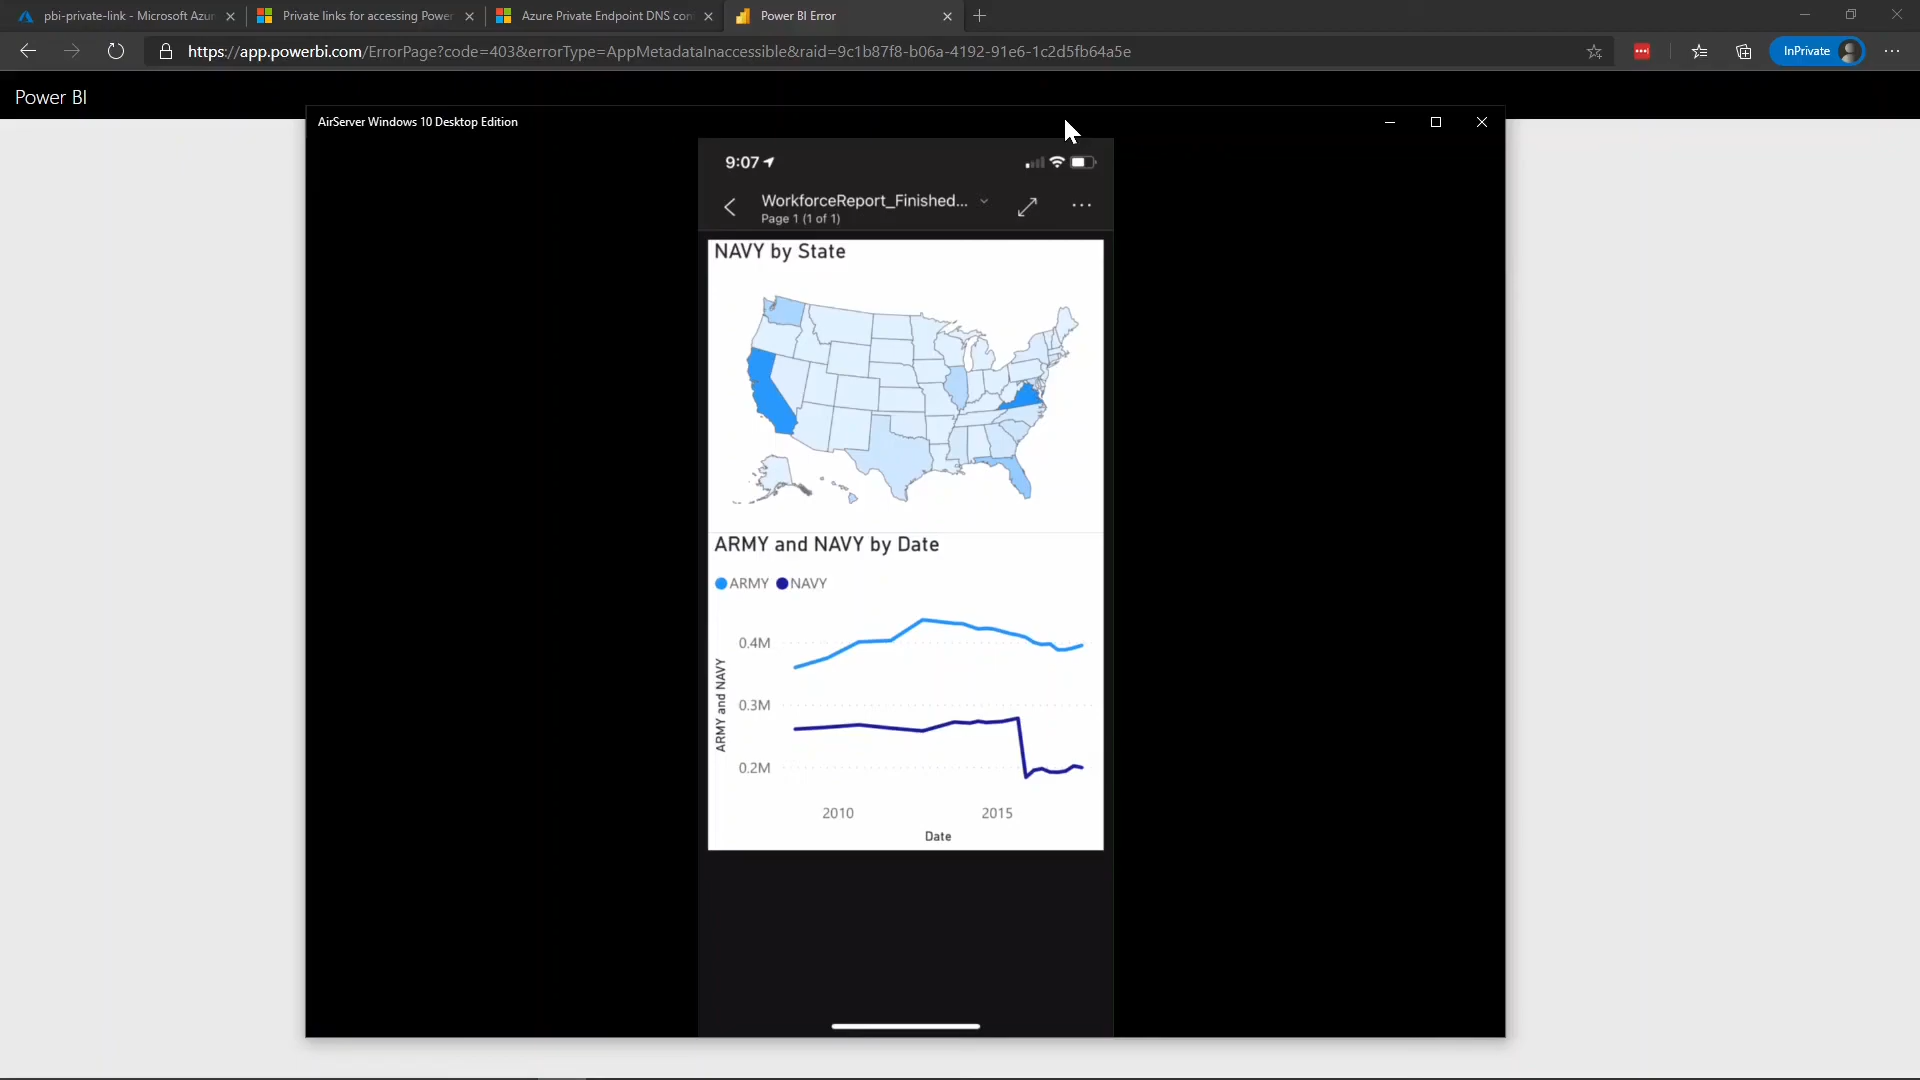 pbi-private-link - Microsoft Azur
Private links for accessing Power
Azure Private Endpoint DNS con
Power BI Error
https://app.powerbi.com/ErrorPage?code=403&errorType=AppMetadataInaccessible&raid=9c1b87f8-b06a-4192-91e6-1c2d5fb64a5e
InPrivate
Power BI
AirServer Windows 10 Desktop Edition
9:07
WorkforceReport_Finished...
Page 1 (1 of 1)
NAVY by State
ARMY and NAVY by Date
ARMY NAVY
0.4M
0.3M
0.2M
ARMY and NAVY
2010 2015
Date